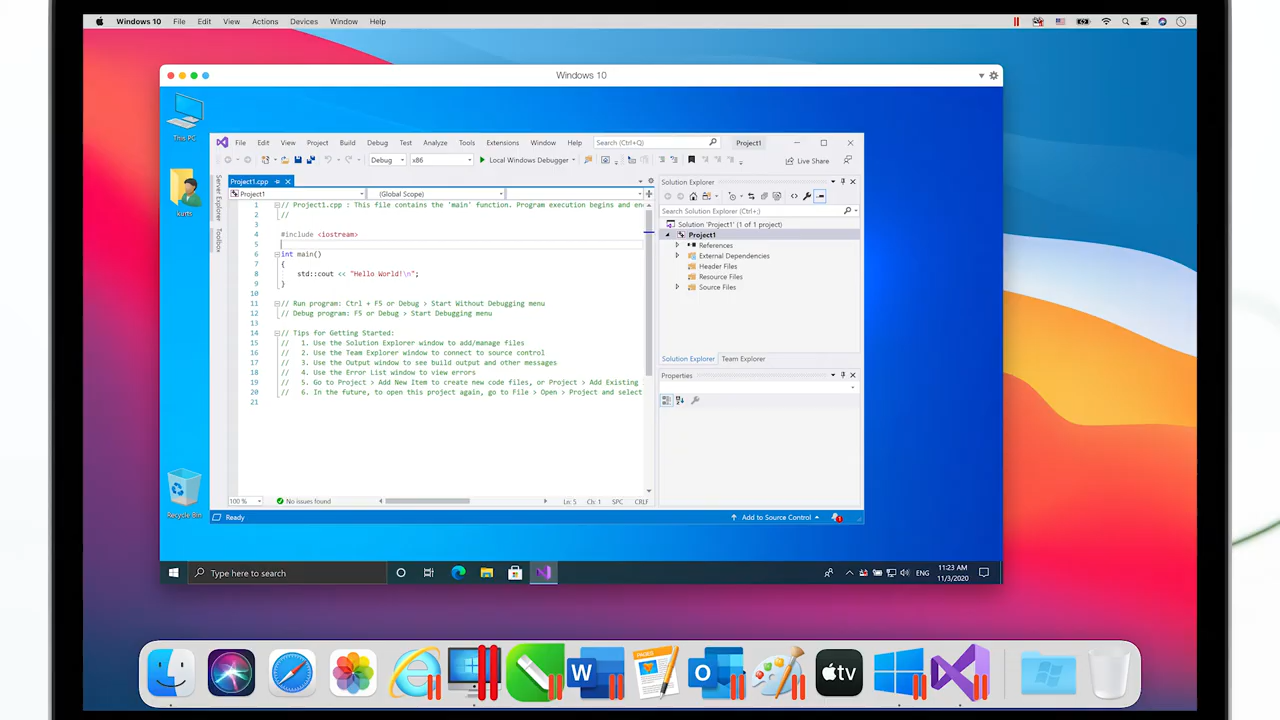 Windows 10 File Edit View Actions Devices Window Help
Windows 10
This PC
kurts
Recycle Bin
File Edit View Project Build Debug Test Analyze Tools Extensions Window Help Search (Ctrl+Q) Project1
Debug x86 Local Windows Debugger Live Share
Server Explorer
Toolbox
Project1.cpp
Project1 (Global Scope)
1 // Project1.cpp : This file contains the 'main' function. Program execution begins and en
2 //
3
4 #include <iostream>
5
6 int main()
7 {
8 std::cout << "Hello World!\n";
9 }
10
11 // Run program: Ctrl + F5 or Debug > Start Without Debugging menu
12 // Debug program: F5 or Debug > Start Debugging menu
13
14 // Tips for Getting Started:
15 // 1. Use the Solution Explorer window to add/manage files
16 // 2. Use the Team Explorer window to connect to source control
17 // 3. Use the Output window to see build output and other messages
18 // 4. Use the Error List window to view errors
19 // 5. Go to Project > Add New Item to create new code files, or Project > Add Existing
20 // 6. In the future, to open this project again, go to File > Open > Project and select
21
100 % No issues found Ln: 5 Ch: 1 SPC CRLF
Solution Explorer
Search Solution Explorer (Ctrl+;)
Solution 'Project1' (1 of 1 project)
Project1
References
External Dependencies
Header Files
Resource Files
Source Files
Solution Explorer Team Explorer
Properties
Ready Add to Source Control 1
Type here to search ENG 11:23 AM
11/3/2020
W PAGES O tv